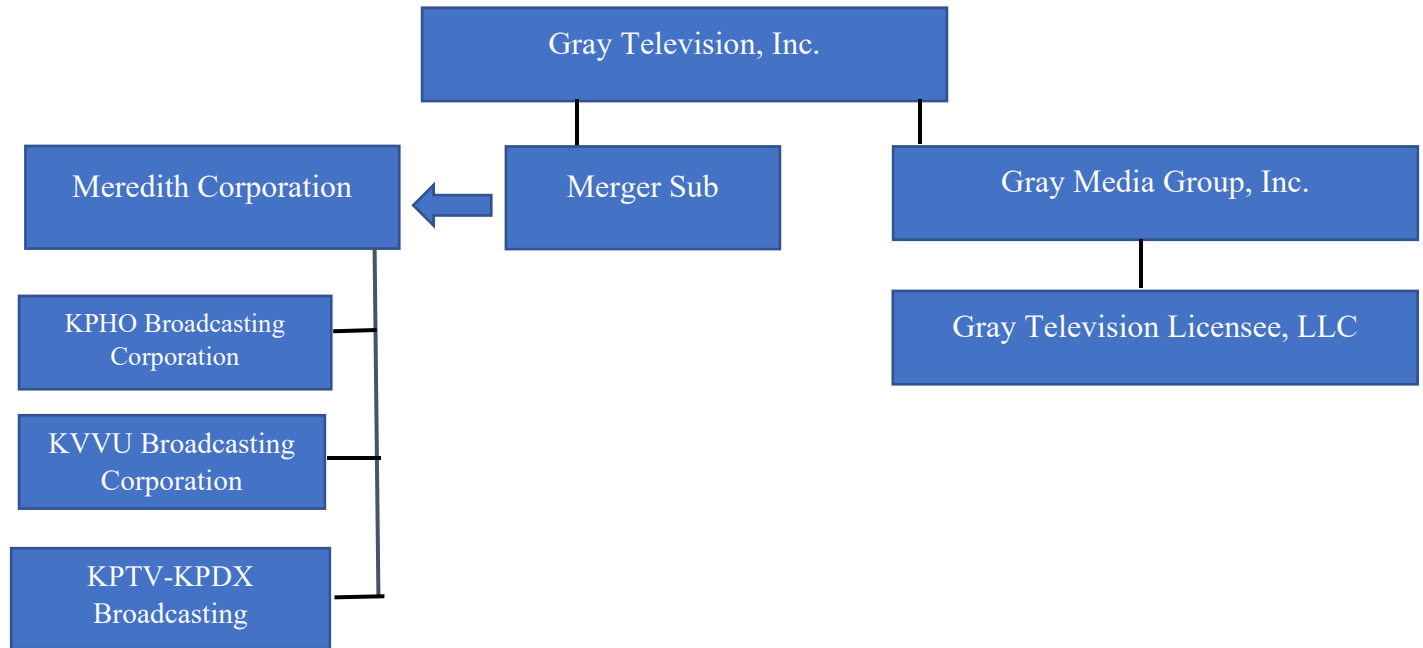 Gray Television, Inc.
Meredith Corporation
Merger Sub
Gray Media Group, Inc.
KPHO Broadcasting
Corporation
Gray Television Licensee, LLC
KVVU Broadcasting
Corporation
KPTV-KPDX
Broadcasting